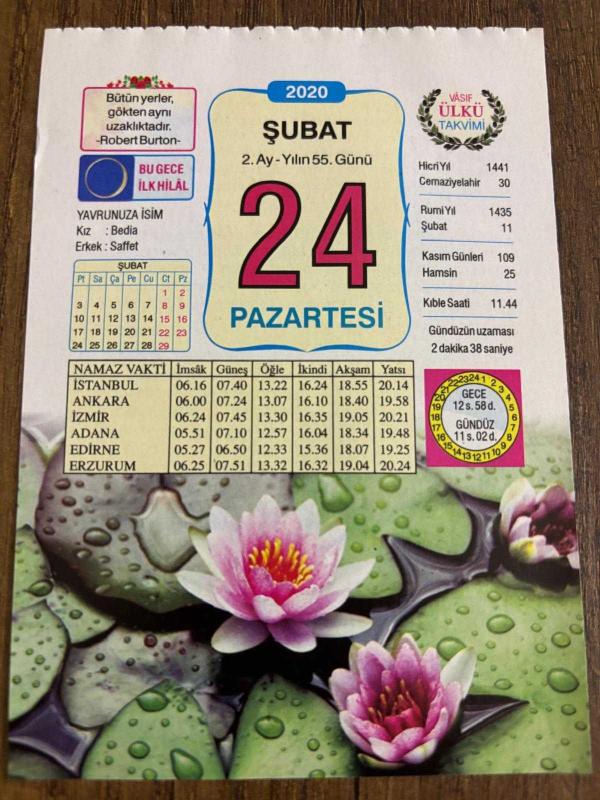 2020
Bütün yerler,
gökten aynı
uzaklıktadır.
-Robert Burton-
BU GECE
İLK HİLÂL
YAVRUNUZA İSİM
Kız : Bedia
Erkek : Saffet
ŞUBAT
Pt Sa Ça Pe Cu Ct Pz
1 2
3 4 5 6 7 8 9
10 11 12 13 14 15 16
17 18 19 20 21 22 23
24 25 26 27 28 29
ŞUBAT
2. Ay - Yılın 55. Günü
24
PAZARTESİ
VÂSIF
ÜLKÜ
TAKVİMİ
Hicri Yıl 1441
Cemaziyelahir 30
Rumi Yıl 1435
Şubat 11
Kasım Günleri 109
Hamsin 25
Kıble Saati 11.44
Gündüzün uzaması
2 dakika 38 saniye
NAMAZ VAKTİ İmsâk Güneş Öğle İkindi Akşam Yatsı
İSTANBUL 06.16 07.40 13.22 16.24 18.55 20.14
ANKARA 06.00 07.24 13.07 16.10 18.40 19.58
İZMİR 06.24 07.45 13.30 16.35 19.05 20.21
ADANA 05.51 07.10 12.57 16.04 18.34 19.48
EDİRNE 05.27 06.50 12.33 15.36 18.07 19.25
ERZURUM 06.25 '07.51 13.32 16.32 19.04 20.24
GECE
12 s. 58 d.
GÜNDÜZ
11 s. 02 d.